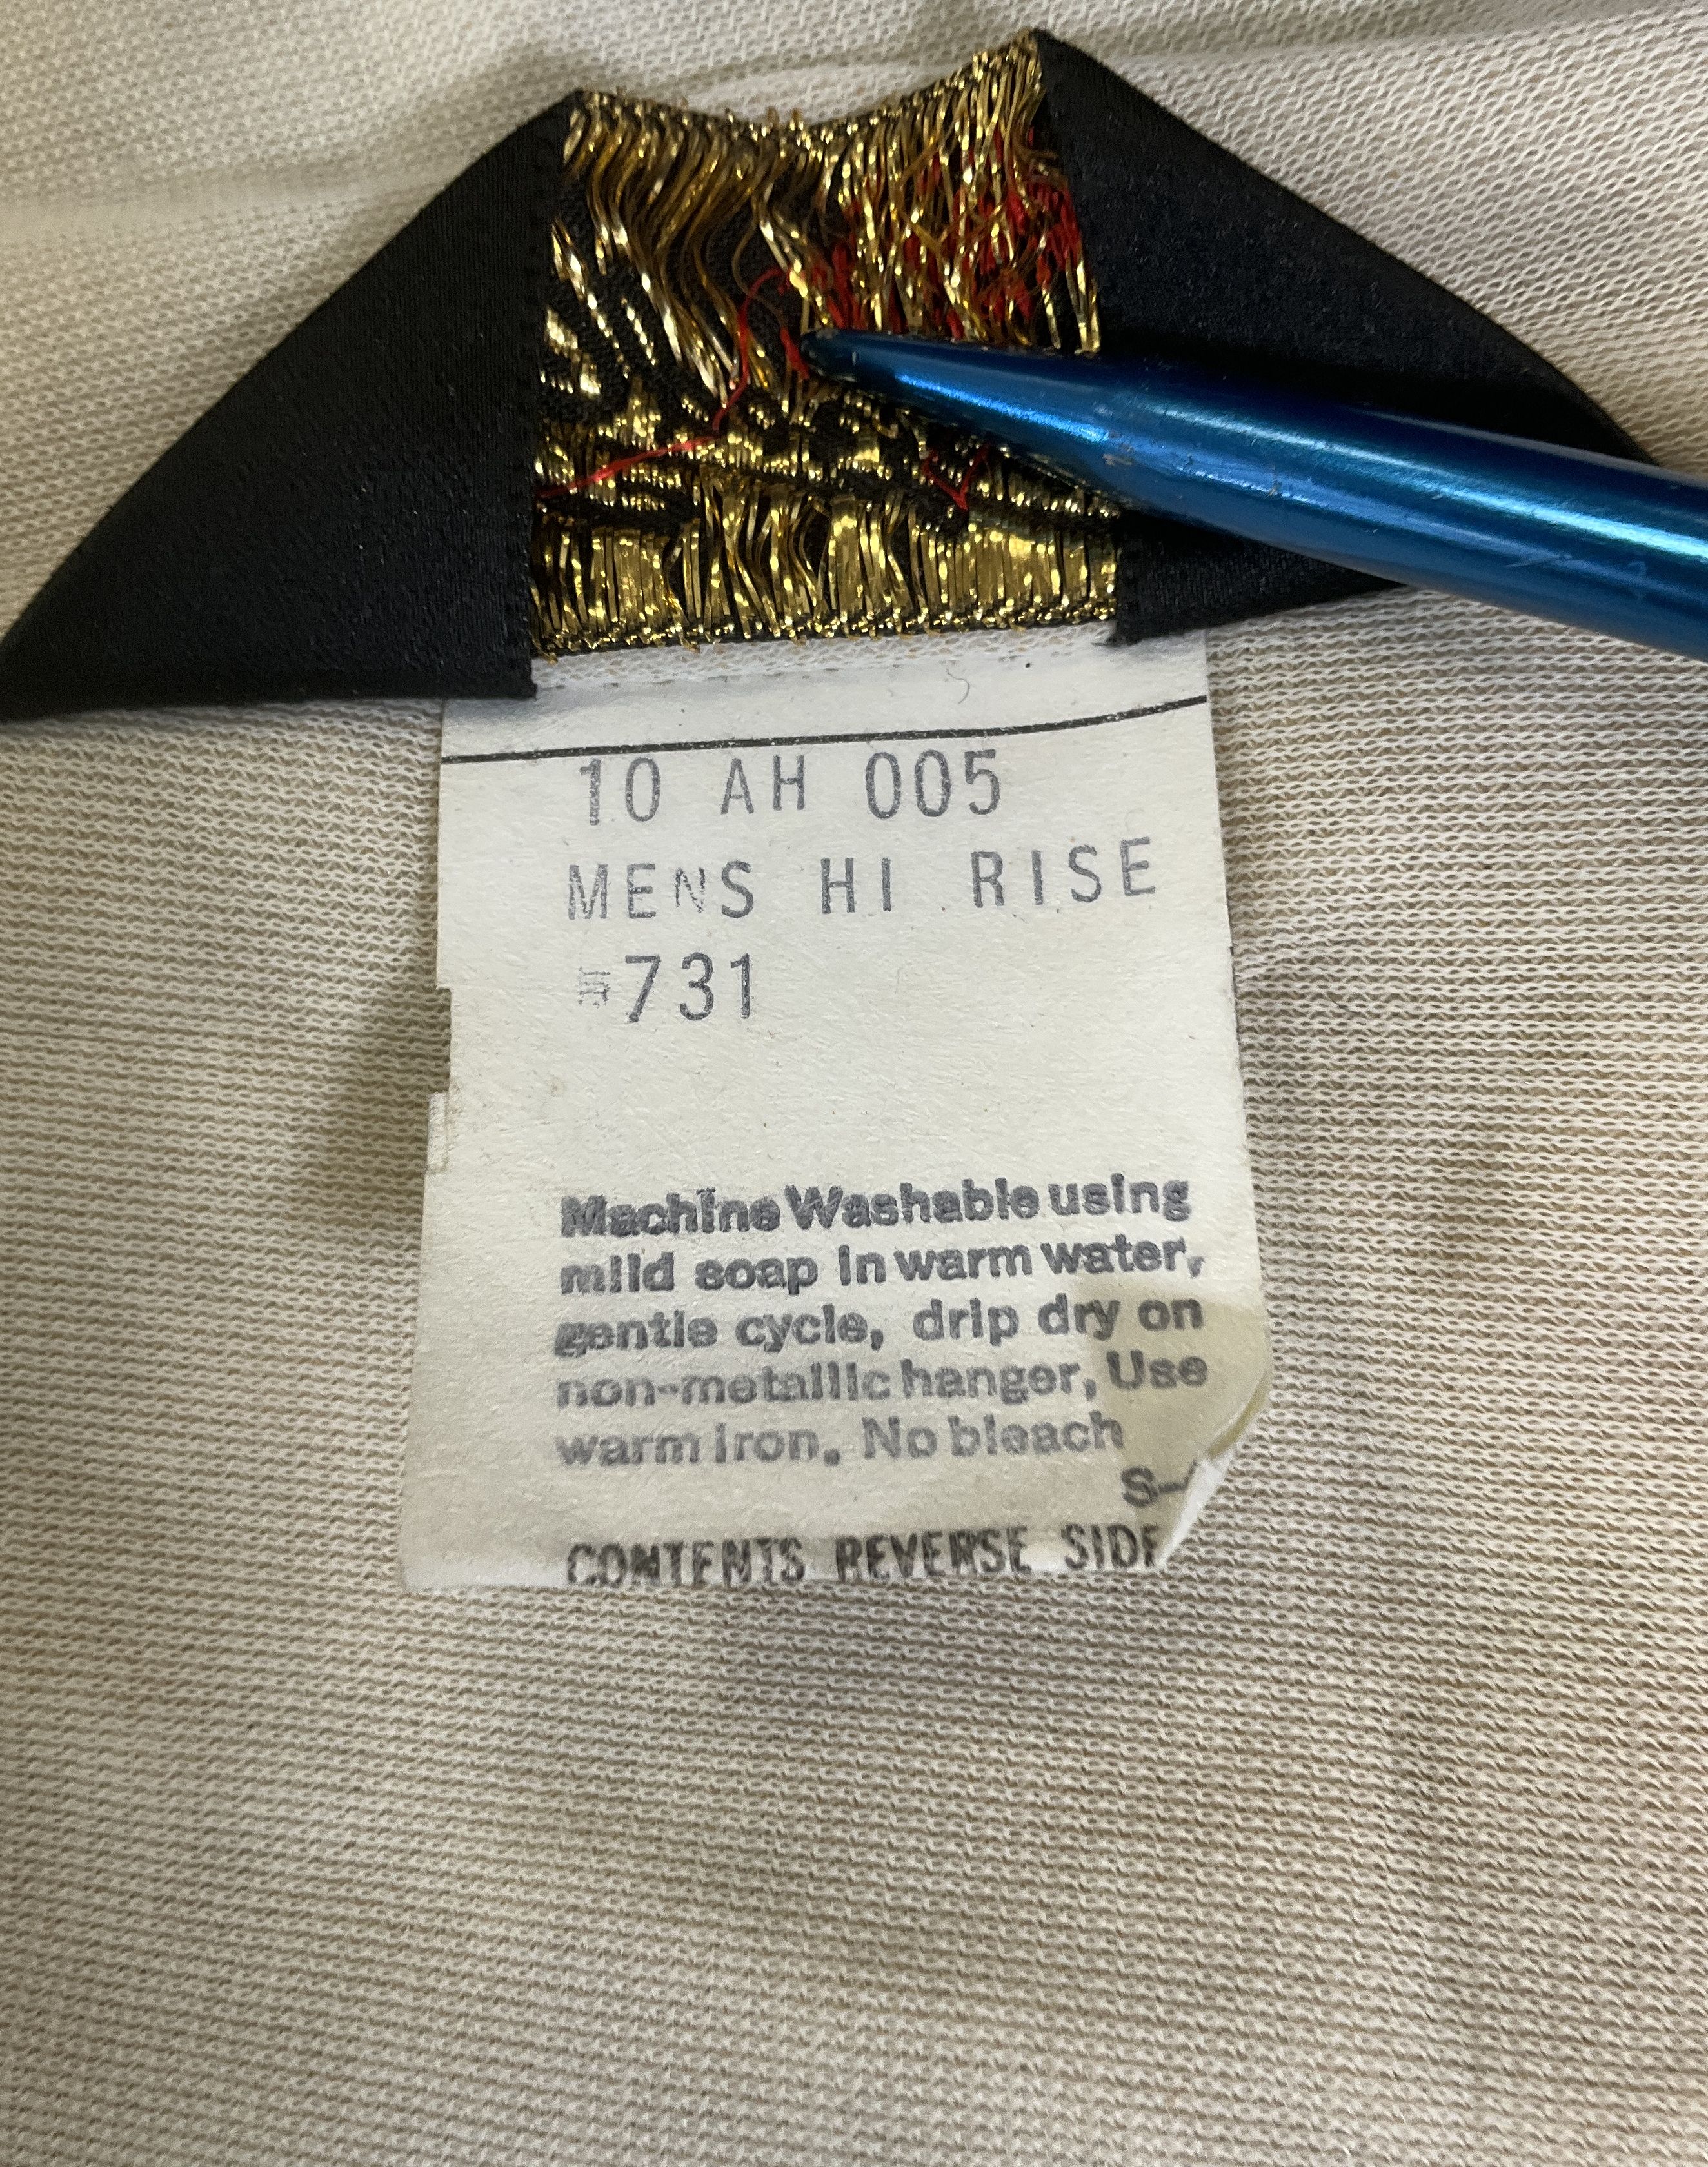 10 AH 005
MENS HI RISE
#731
Machine Washable using
mild soap in warm water,
gentle cycle, drip dry on
non-metallic hanger, Use
warm iron. No bleach
S-
CONTENTS REVERSE SIDE